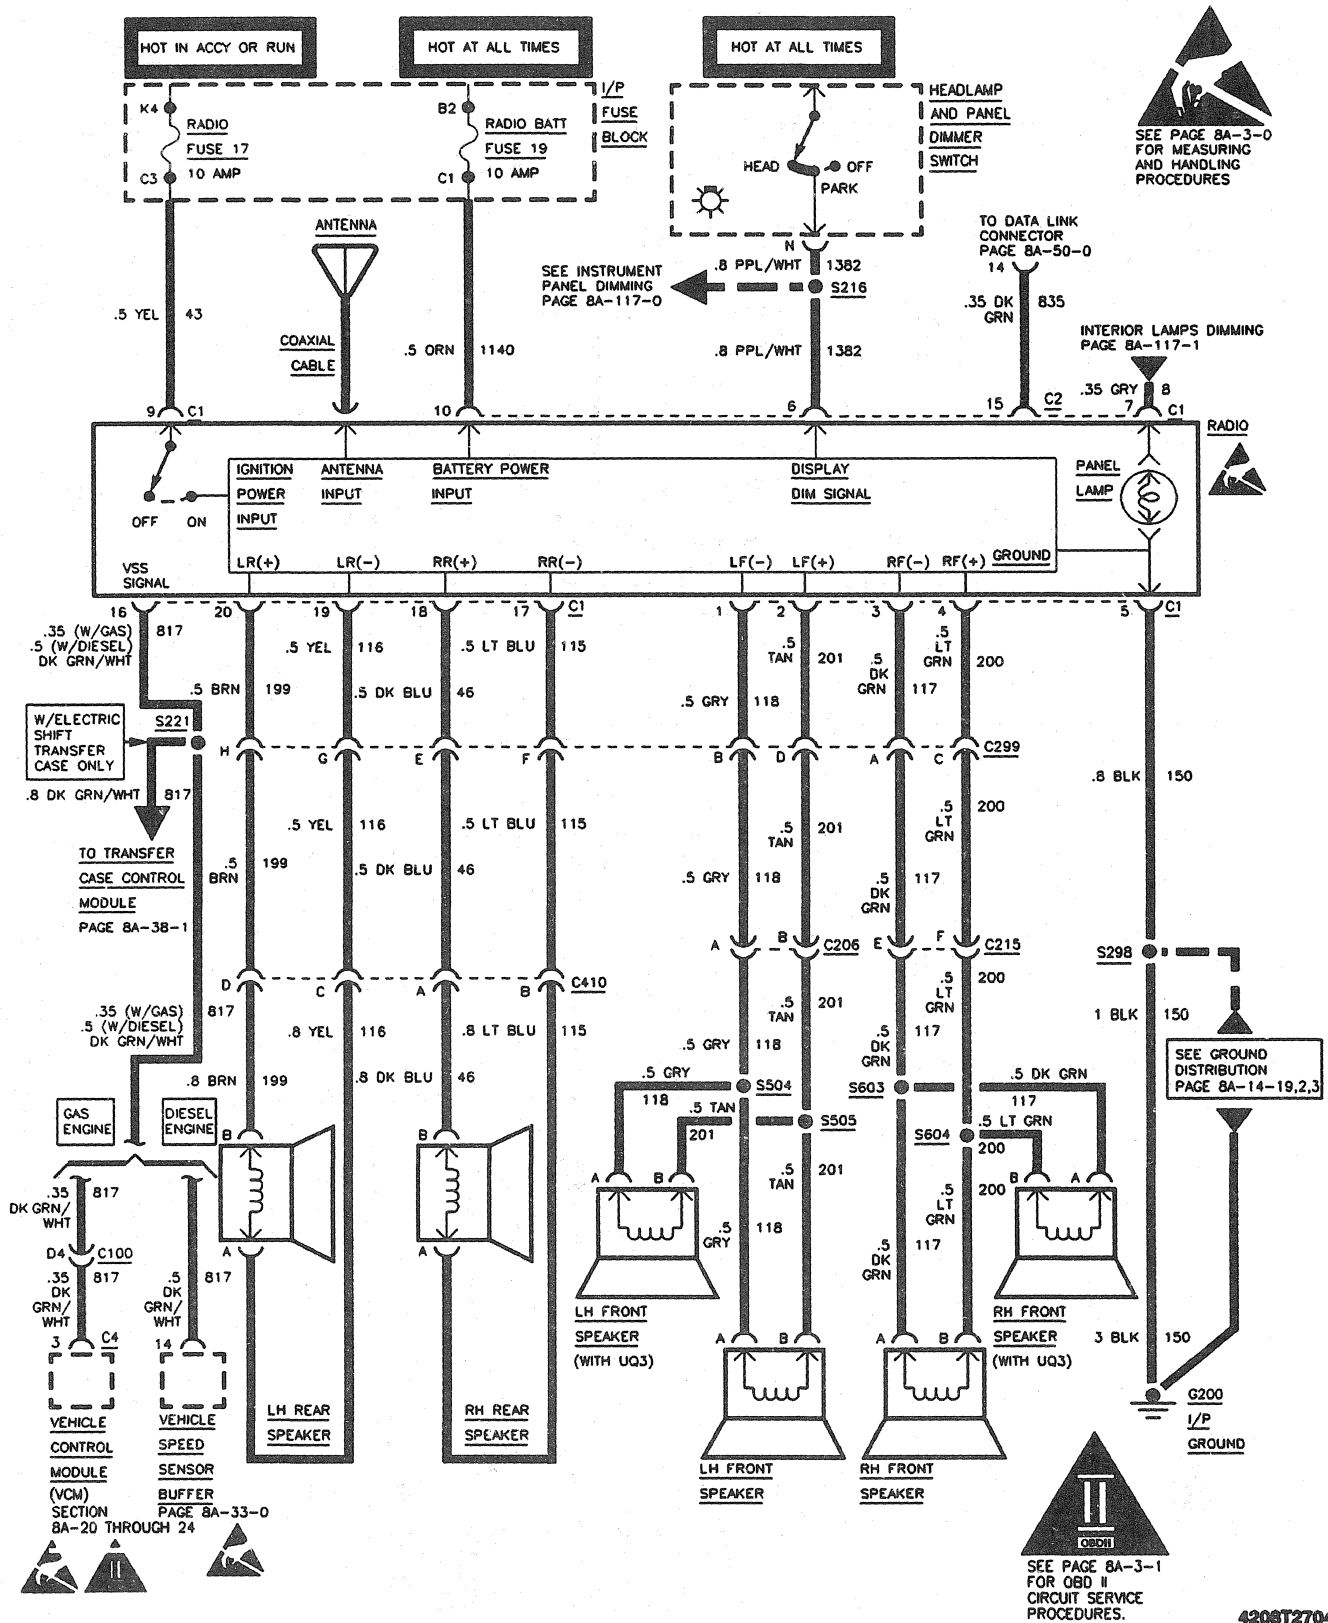 HOT IN ACCY OR RUN
HOT AT ALL TIMES
HOT AT ALL TIMES
K4
RADIO
FUSE 17
10 AMP
C3
B2
RADIO BATT
FUSE 19
10 AMP
C1
I/P
FUSE
BLOCK
HEAD
OFF
PARK
HEADLAMP
AND PANEL
DIMMER
SWITCH
SEE PAGE 8A-3-0
FOR MEASURING
AND HANDLING
PROCEDURES
ANTENNA
N
.8 PPL/WHT
1382
S216
SEE INSTRUMENT
PANEL DIMMING
PAGE 8A-117-0
TO DATA LINK
CONNECTOR
PAGE 8A-50-0
14
.35 DK
GRN
835
.5 YEL
43
COAXIAL
CABLE
.5 ORN
1140
.8 PPL/WHT
1382
INTERIOR LAMPS DIMMING
PAGE 8A-117-1
.35 GRY
8
9
C1
10
6
15
C2
7
C1
RADIO
IGNITION
POWER
INPUT
ANTENNA
INPUT
BATTERY POWER
INPUT
DISPLAY
DIM SIGNAL
PANEL
LAMP
OFF
ON
VSS
SIGNAL
LR(+)
LR(-)
RR(+)
RR(-)
LF(-)
LF(+)
RF(-)
RF(+)
GROUND
16
20
19
18
17
C1
1
2
3
4
5
C1
.35 (W/GAS)
.5 (W/DIESEL)
DK GRN/WHT
817
.5 BRN
199
.5 YEL
116
.5 DK BLU
46
.5 LT BLU
115
.5 GRY
118
.5
TAN
201
.5
DK
GRN
117
.5
LT
GRN
200
W/ELECTRIC
SHIFT
TRANSFER
CASE ONLY
S221
H
G
E
F
B
D
A
C
C299
.8 DK GRN/WHT
817
TO TRANSFER
CASE CONTROL
MODULE
PAGE 8A-38-1
.5
BRN
199
.5 YEL
116
.5 DK BLU
46
.5 LT BLU
115
.5 GRY
118
.5
TAN
201
.5
DK
GRN
117
.5
LT
GRN
200
.8 BLK
150
A
B
C206
E
F
C215
S298
D
C
A
B
C410
.35 (W/GAS)
.5 (W/DIESEL)
DK GRN/WHT
817
.8 BRN
199
.8 YEL
116
.8 DK BLU
46
.8 LT BLU
115
.5 GRY
118
.5
TAN
201
.5
DK
GRN
117
.5
LT
GRN
200
1 BLK
150
SEE GROUND
DISTRIBUTION
PAGE 8A-14-19,2,3
.5 GRY
118
S504
.5 TAN
201
S505
S603
.5 DK GRN
117
S604
.5 LT GRN
200
GAS
ENGINE
DIESEL
ENGINE
B
B
A
B
B
A
.35
DK GRN/
WHT
817
D4
C100
.35
DK
GRN/
WHT
817
.5
DK
GRN/
WHT
817
A
A
.5
GRY
118
.5
TAN
201
.5
DK
GRN
117
.5
LT
GRN
200
LH FRONT
SPEAKER
(WITH UQ3)
RH FRONT
SPEAKER
(WITH UQ3)
3
C4
14
A
B
A
B
3 BLK
150
VEHICLE
CONTROL
MODULE
(VCM)
SECTION
8A-20 THROUGH 24
VEHICLE
SPEED
SENSOR
BUFFER
PAGE 8A-33-0
LH REAR
SPEAKER
RH REAR
SPEAKER
LH FRONT
SPEAKER
RH FRONT
SPEAKER
G200
I/P
GROUND
II
II
OBDII
SEE PAGE 8A-3-1
FOR OBD II
CIRCUIT SERVICE
PROCEDURES.